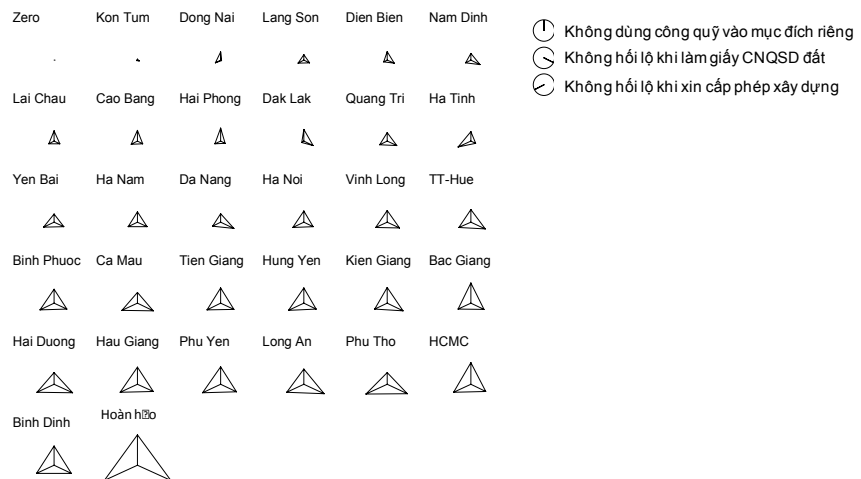 Zero Kon Tum Dong Nai Lang Son Dien Bien Nam Dinh
Lai Chau Cao Bang Hai Phong Dak Lak Quang Tri Ha Tinh
Yen Bai Ha Nam Da Nang Ha Noi Vinh Long TT-Hue
Binh Phuoc Ca Mau Tien Giang Hung Yen Kien Giang Bac Giang
Hai Duong Hau Giang Phu Yen Long An Phu Tho HCMC
Binh Dinh Hoàn h�o
Không dùng công quỹ vào mục đích riêng
Không hối lộ khi làm giấy CNQSD đất
Không hối lộ khi xin cấp phép xây dựng